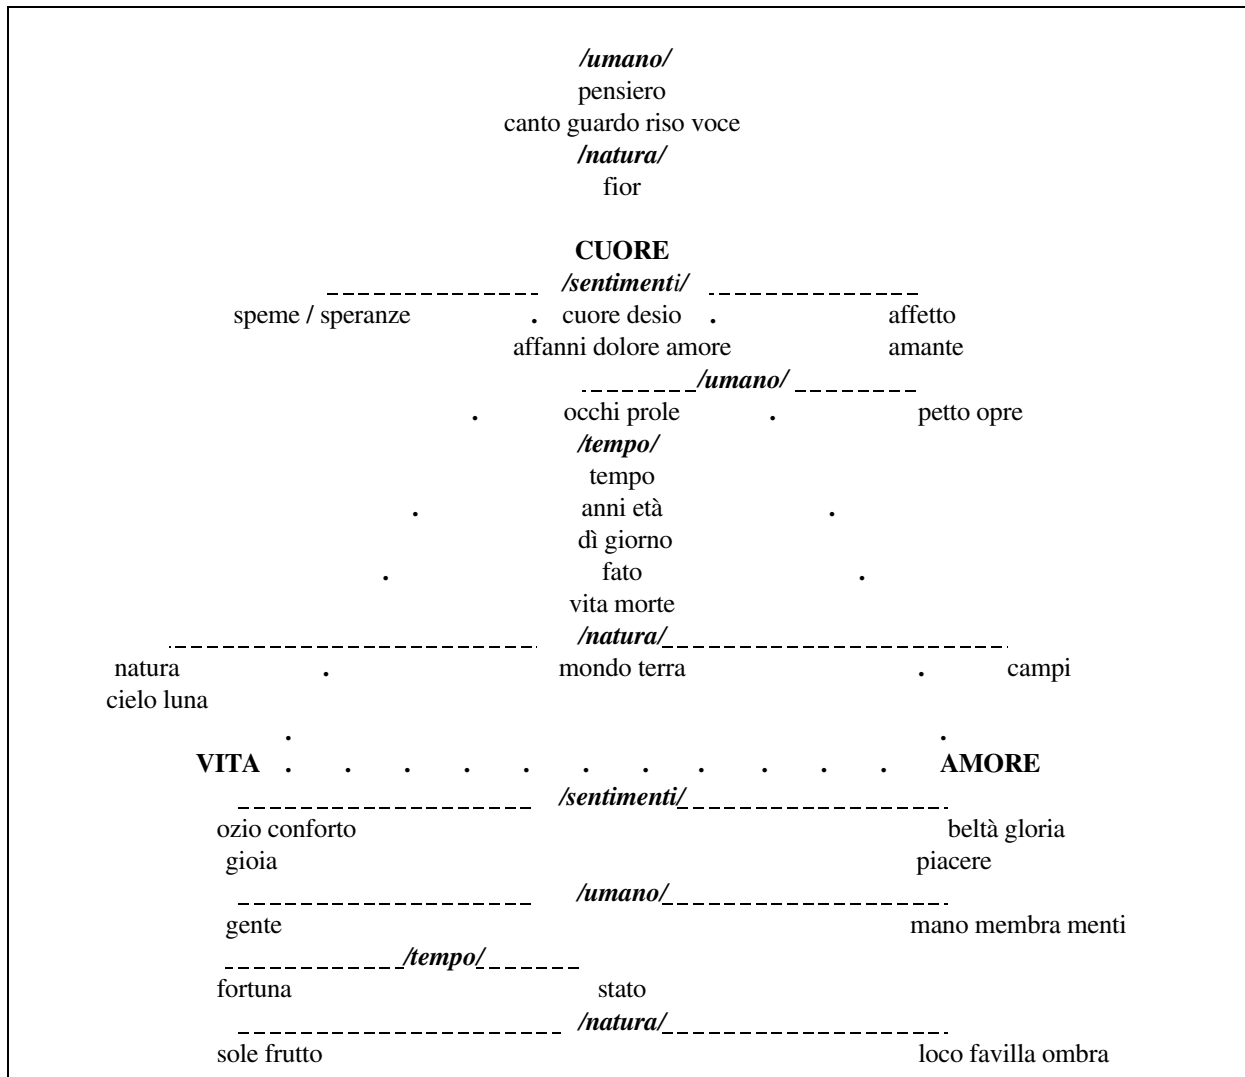 /umano/
pensiero
canto guardo riso voce
/natura/
fior
CUORE
/sentimenti/
speme / speranze . cuore desio . affetto
affanni dolore amore amante
/umano/
. occhi prole . petto opre
/tempo/
tempo
. anni età .
dì giorno
. fato .
vita morte
/natura/
natura . mondo terra . campi
cielo luna
. .
VITA . . . . . . . . . . . AMORE
/sentimenti/
ozio conforto beltà gloria
gioia piacere
/umano/
gente mano membra menti
/tempo/
fortuna stato
/natura/
sole frutto loco favilla ombra